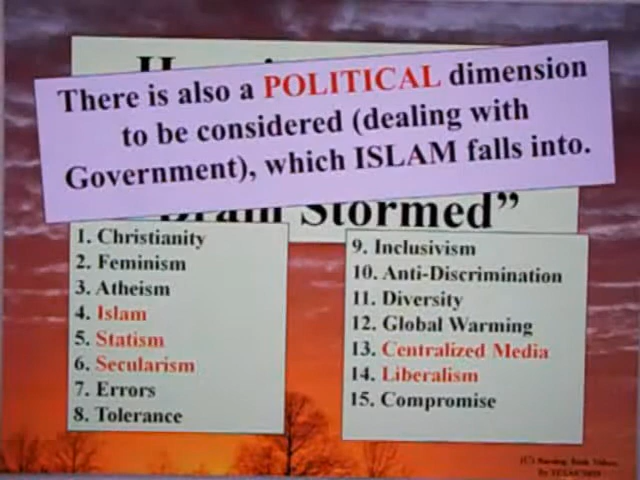 There is also a POLITICAL dimension
to be considered (dealing with
Government), which ISLAM falls into.
Stormed”
1. Christianity
2. Feminism
3. Atheism
4. Islam
5. Statism
6. Secularism
7. Errors
8. Tolerance
9. Inclusivism
10. Anti-Discrimination
11. Diversity
12. Global Warming
13. Centralized Media
14. Liberalism
15. Compromise